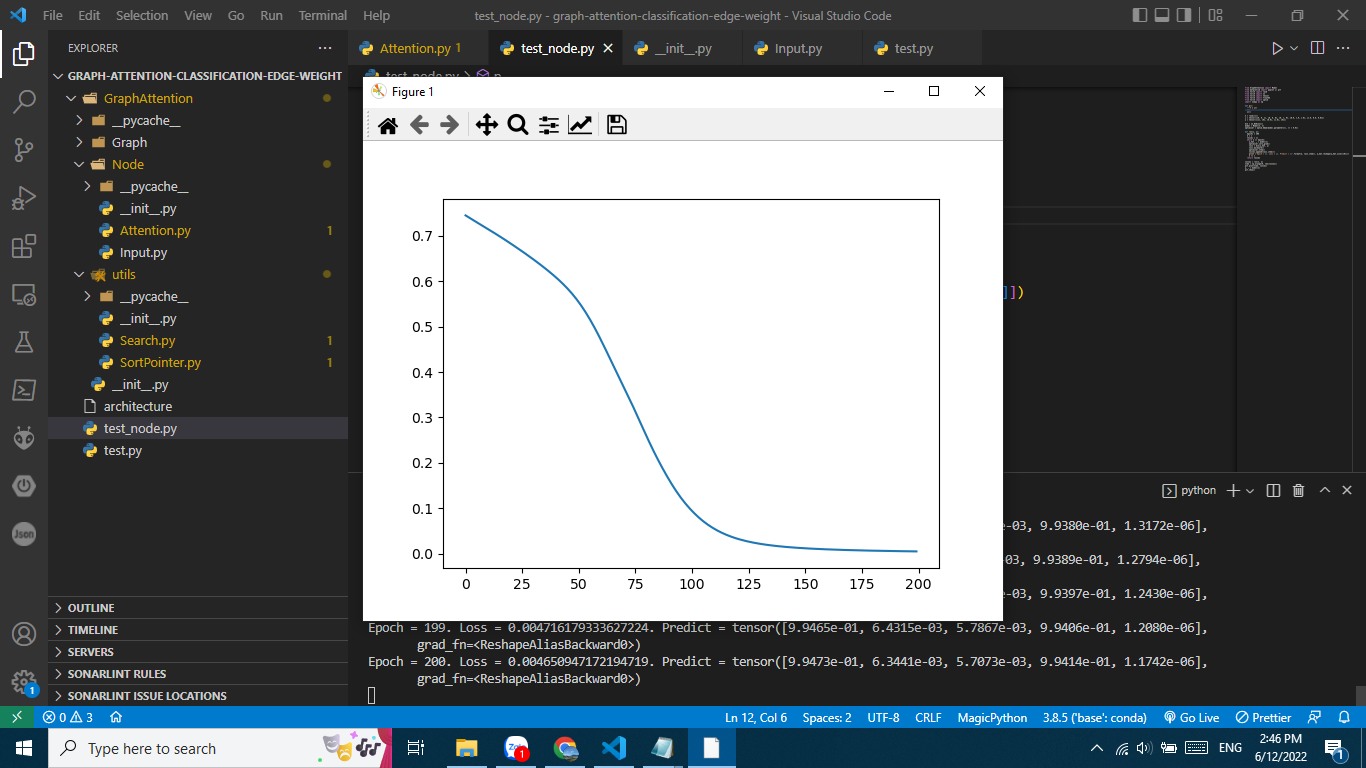 File Edit Selection View Go Run Terminal Help
test_node.py - graph-attention-classification-edge-weight - Visual Studio Code
EXPLORER
GRAPH-ATTENTION-CLASSIFICATION-EDGE-WEIGHT
GraphAttention
__pycache__
Graph
Node
__pycache__
__init__.py
Attention.py 1
Input.py
utils
__pycache__
__init__.py
Search.py 1
SortPointer.py 1
__init__.py
architecture
test_node.py
test.py
OUTLINE
TIMELINE
SERVERS
SONARLINT RULES
SONARLINT ISSUE LOCATIONS
Attention.py 1 test_node.py __init__.py Input.py test.py
Figure 1
0.7
0.6
0.5
0.4
0.3
0.2
0.1
0.0
0 25 50 75 100 125 150 175 200
]])
python
e-03, 9.9380e-01, 1.3172e-06],
-03, 9.9389e-01, 1.2794e-06],
e-03, 9.9397e-01, 1.2430e-06],
Epoch = 199. Loss = 0.004716179333627224. Predict = tensor([9.9465e-01, 6.4315e-03, 5.7867e-03, 9.9406e-01, 1.2080e-06],
grad_fn=<ReshapeAliasBackward0>)
Epoch = 200. Loss = 0.004650947172194719. Predict = tensor([9.9473e-01, 6.3441e-03, 5.7073e-03, 9.9414e-01, 1.1742e-06],
grad_fn=<ReshapeAliasBackward0>)
Json
1
0 3
Ln 12, Col 6 Spaces: 2 UTF-8 CRLF MagicPython 3.8.5 ('base': conda) Go Live Prettier
Type here to search
1
ENG
2:46 PM
6/12/2022
1